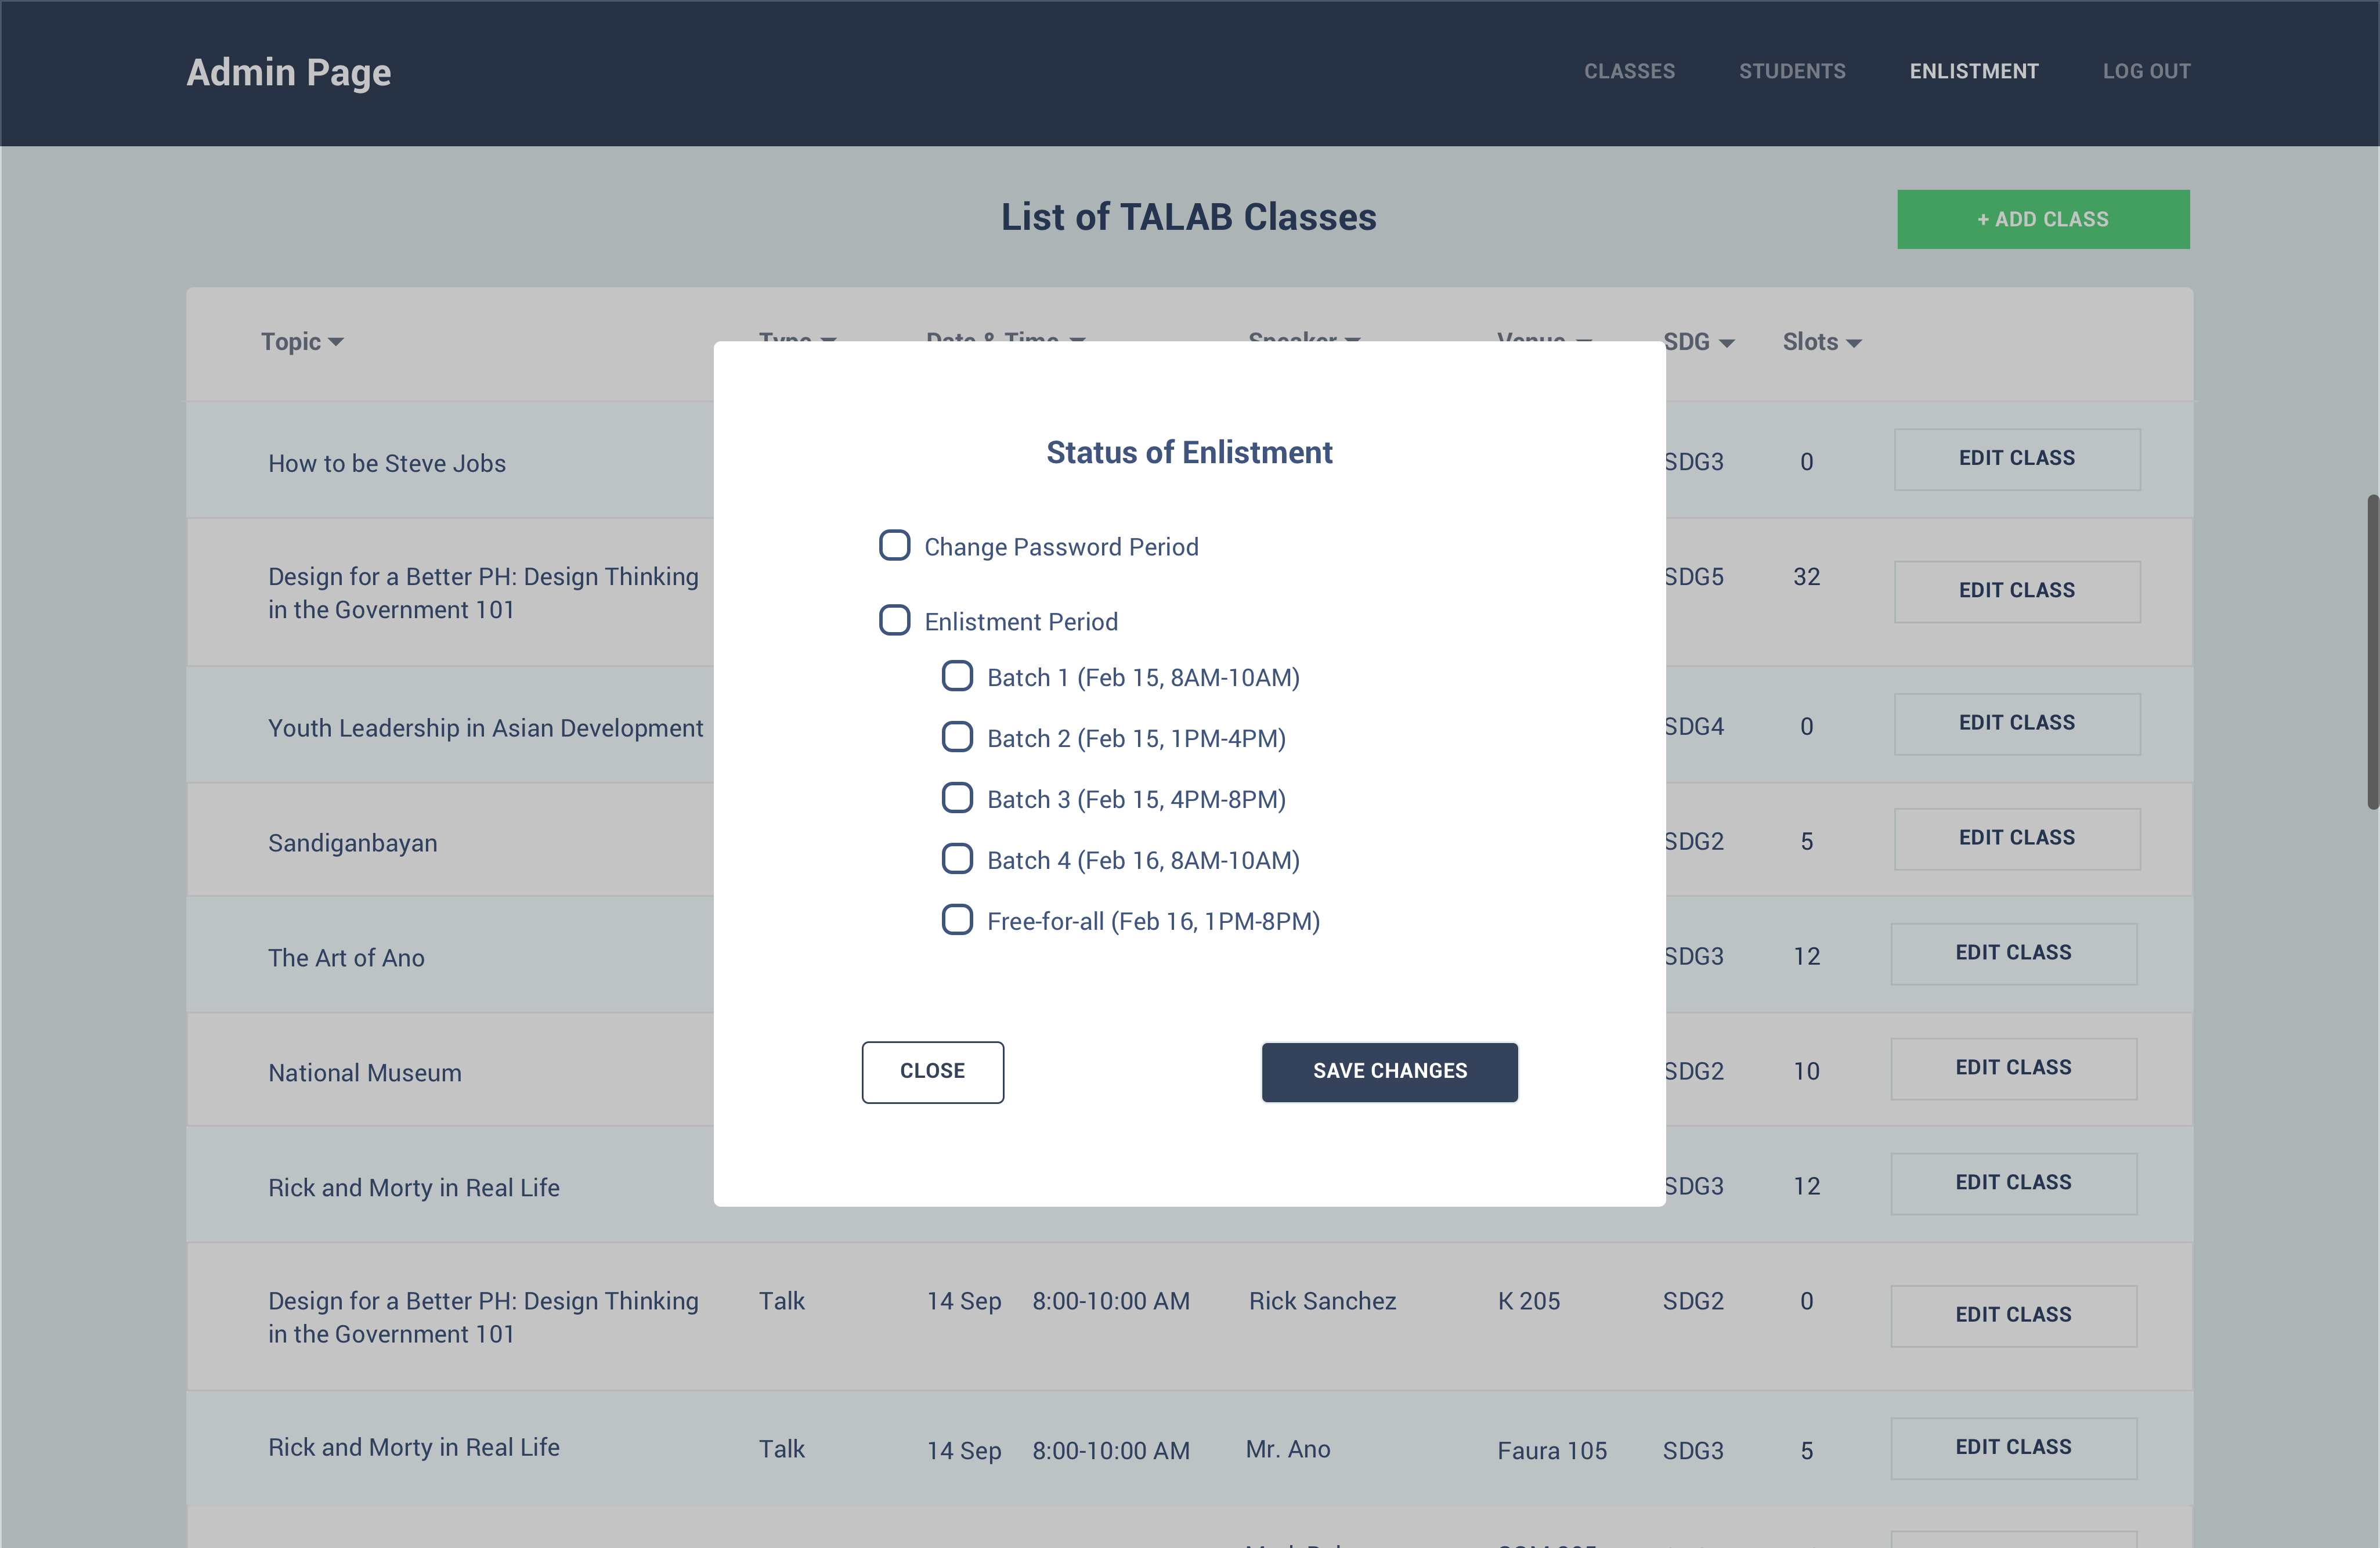 Admin Page
CLASSES STUDENTS ENLISTMENT LOG OUT
List of TALAB Classes
+ ADD CLASS
Topic Type Date & Time Speaker Venue SDG Slots
Status of Enlistment
Change Password Period
Enlistment Period
Batch 1 (Feb 15, 8AM-10AM)
Batch 2 (Feb 15, 1PM-4PM)
Batch 3 (Feb 15, 4PM-8PM)
Batch 4 (Feb 16, 8AM-10AM)
Free-for-all (Feb 16, 1PM-8PM)
CLOSE
SAVE CHANGES
How to be Steve Jobs SDG3 0 EDIT CLASS
Design for a Better PH: Design Thinking SDG5 32 EDIT CLASS
in the Government 101
Youth Leadership in Asian Development SDG4 0 EDIT CLASS
Sandiganbayan SDG2 5 EDIT CLASS
The Art of Ano SDG3 12 EDIT CLASS
National Museum SDG2 10 EDIT CLASS
Rick and Morty in Real Life SDG3 12 EDIT CLASS
Design for a Better PH: Design Thinking Talk 14 Sep 8:00-10:00 AM Rick Sanchez K 205 SDG2 0 EDIT CLASS
in the Government 101
Rick and Morty in Real Life Talk 14 Sep 8:00-10:00 AM Mr. Ano Faura 105 SDG3 5 EDIT CLASS